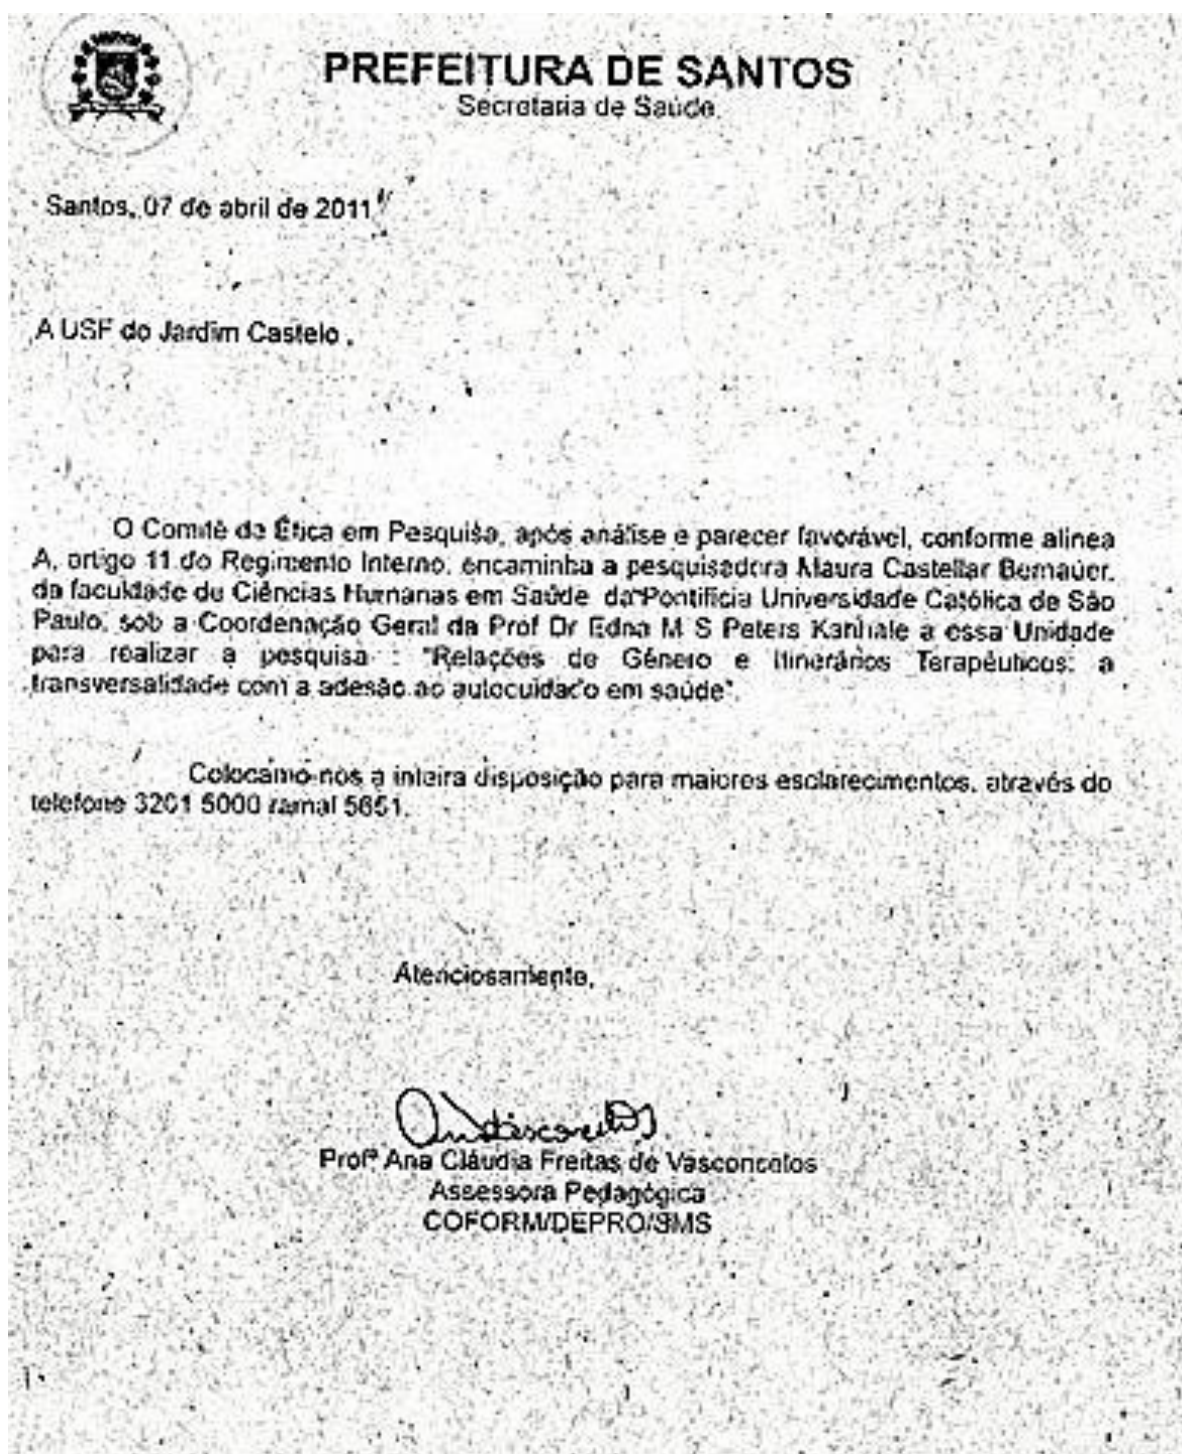 PREFEITURA DE SANTOS
Secretaria de Saúde
Santos, 07 de abril de 2011
A USF do Jardim Castelo .
O Comitê de Ética em Pesquisa, após análise e parecer favorável, conforme alinea
A, artigo 11 do Regimento Interno, encaminha a pesquisadora Maura Castellar Bernauer,
da faculdade de Ciências Humanas em Saúde da Pontificia Universidade Católica de São
Paulo, sob a Coordenação Geral da Prof Dr Edna M S Peters Kahhale a essa Unidade
para realizar a pesquisa : "Relações de Gênero e Itinerários Terapêuticos: a
transversalidade com a adesão ao autocuidado em saúde".
Colocamo-nos a inteira disposição para maiores esclarecimentos, através do
telefone 3201 5000 ramal 5651.
Atenciosamente,
Profª Ana Cláudia Freitas de Vasconcelos
Assessora Pedagógica
COFORM/DEPRO/SMS